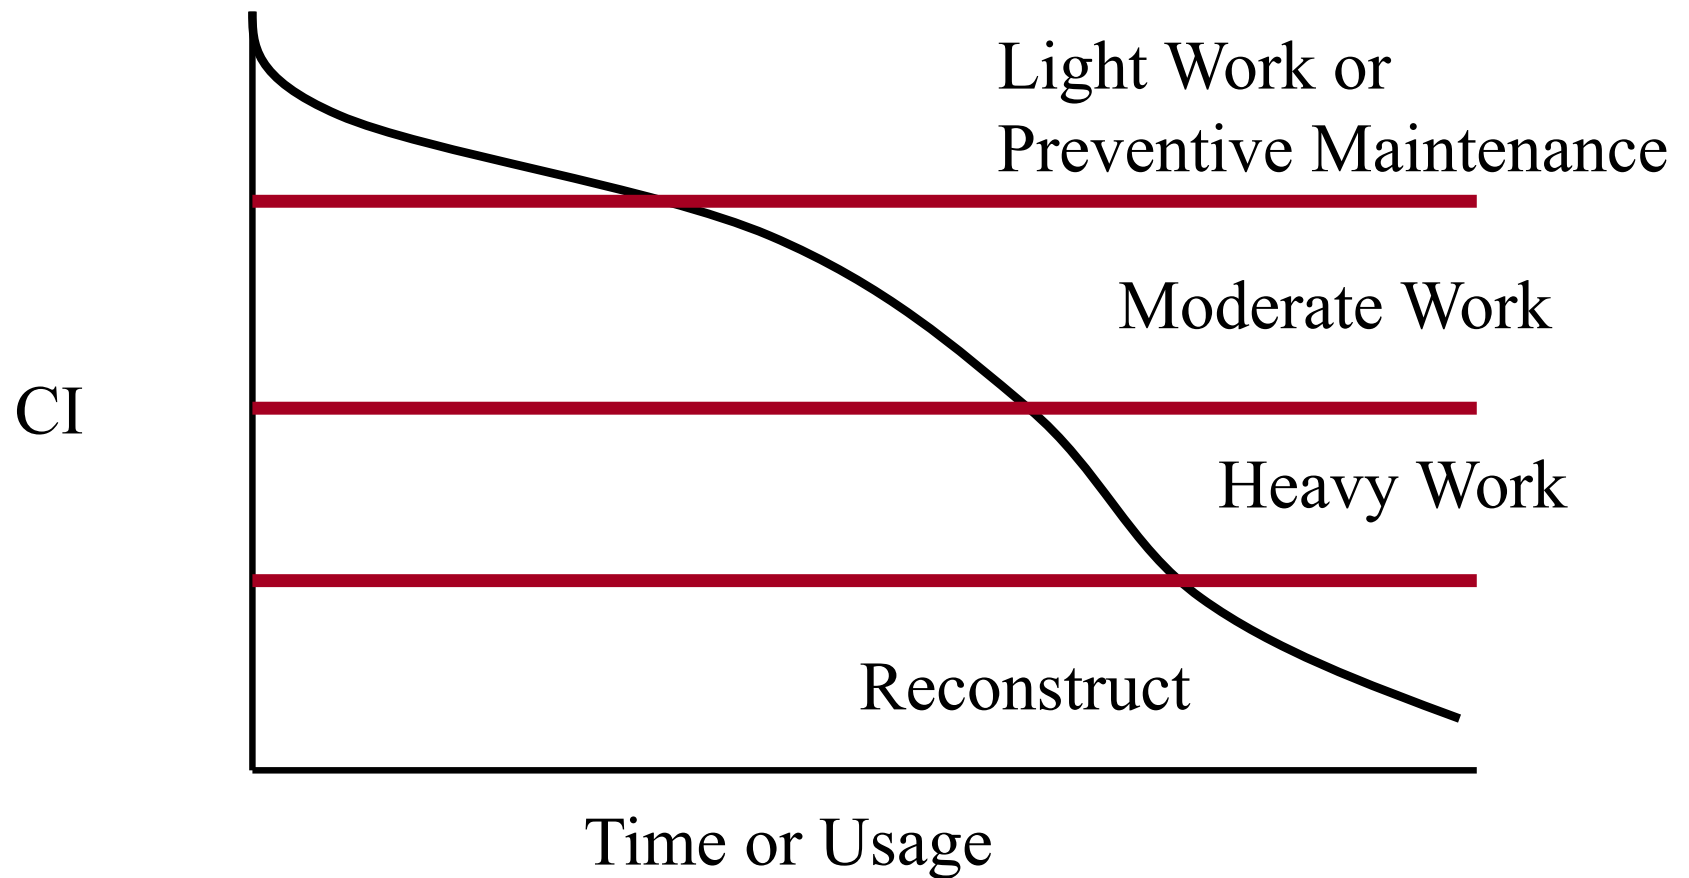 Light Work or
Preventive Maintenance
Moderate Work
CI
Heavy Work
Reconstruct
Time or Usage